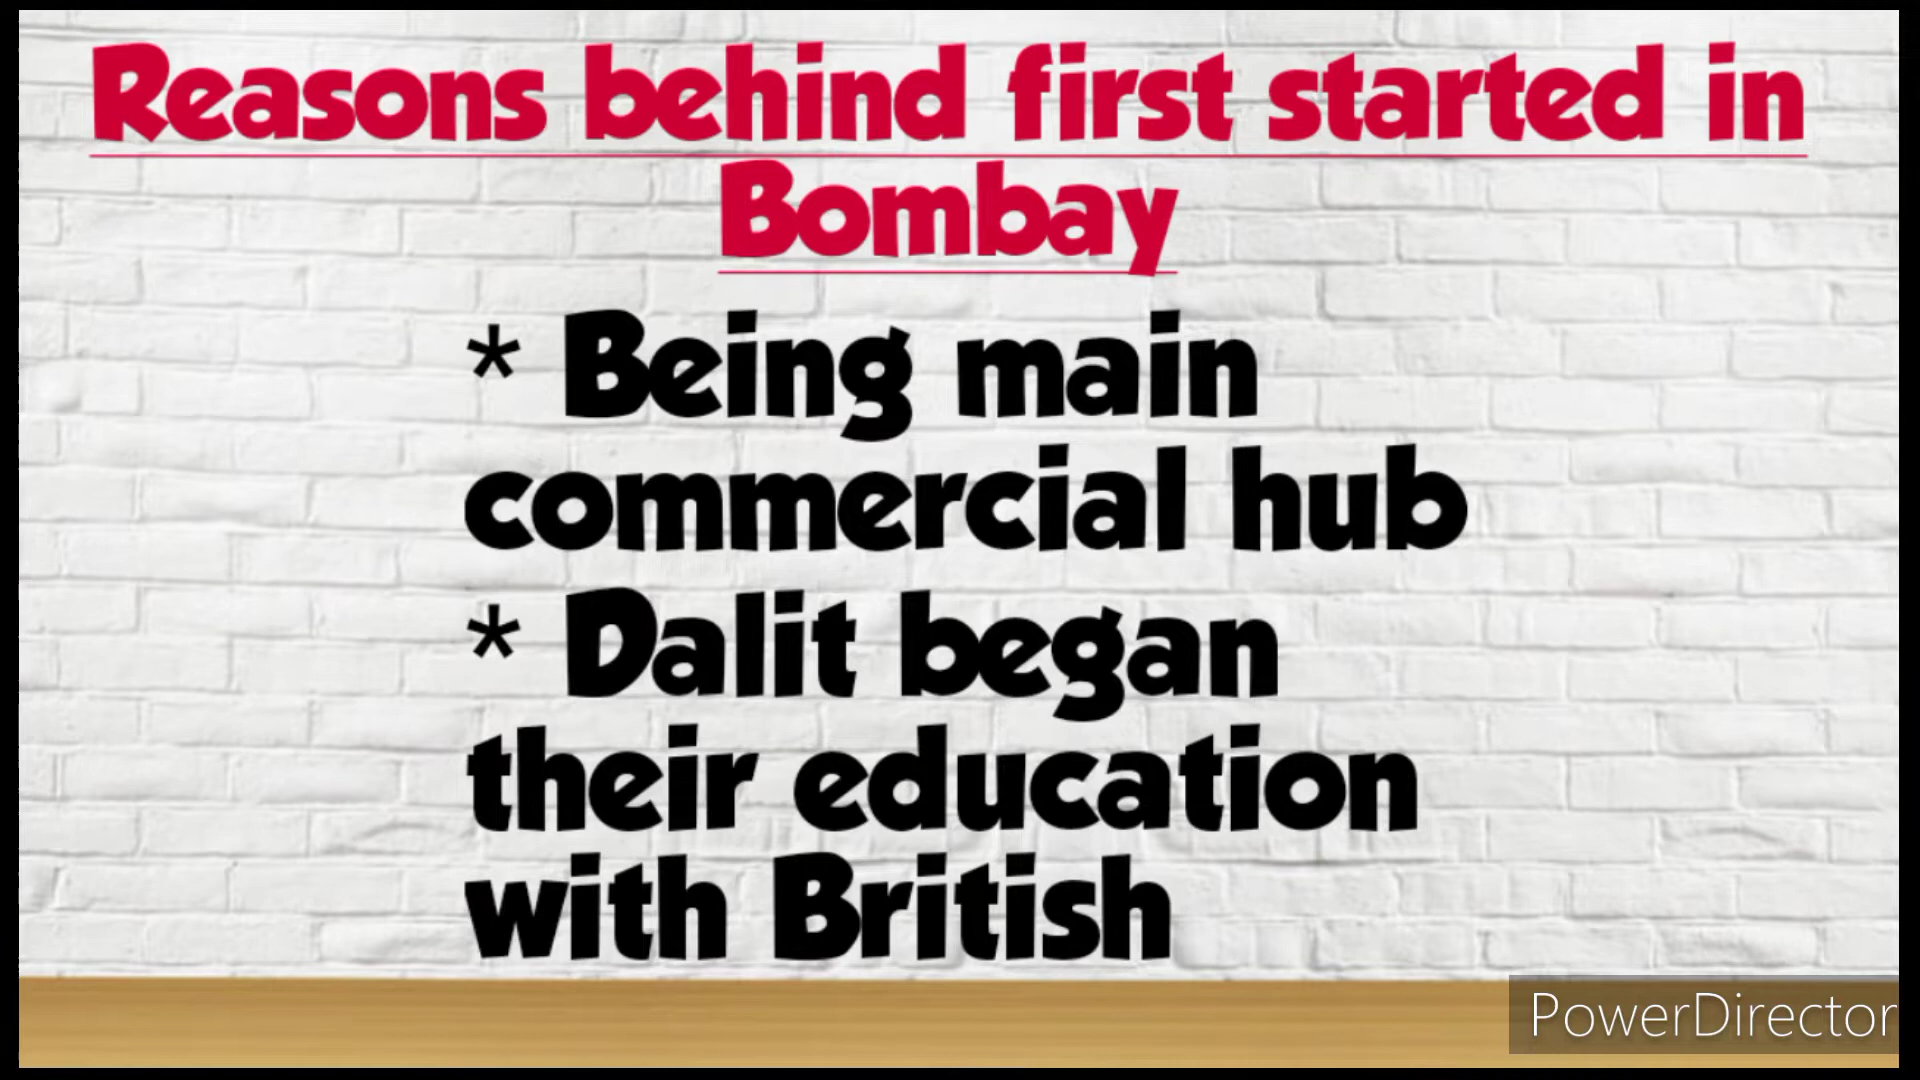 Reasons behind first started in
Bombay
* Being main
commercial hub
* Dalit began
their education
with British
PowerDirector